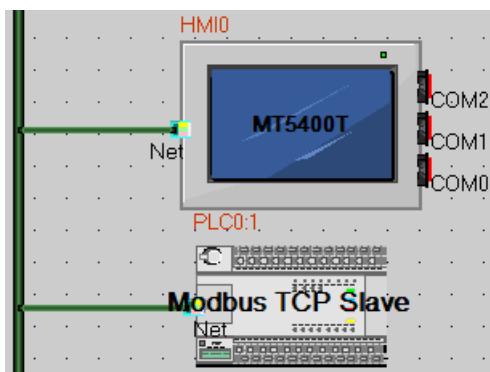 HMI0
MT5400T
COM2
COM1
Net
COM0
PLC0:1
Modbus TCP Slave
Net